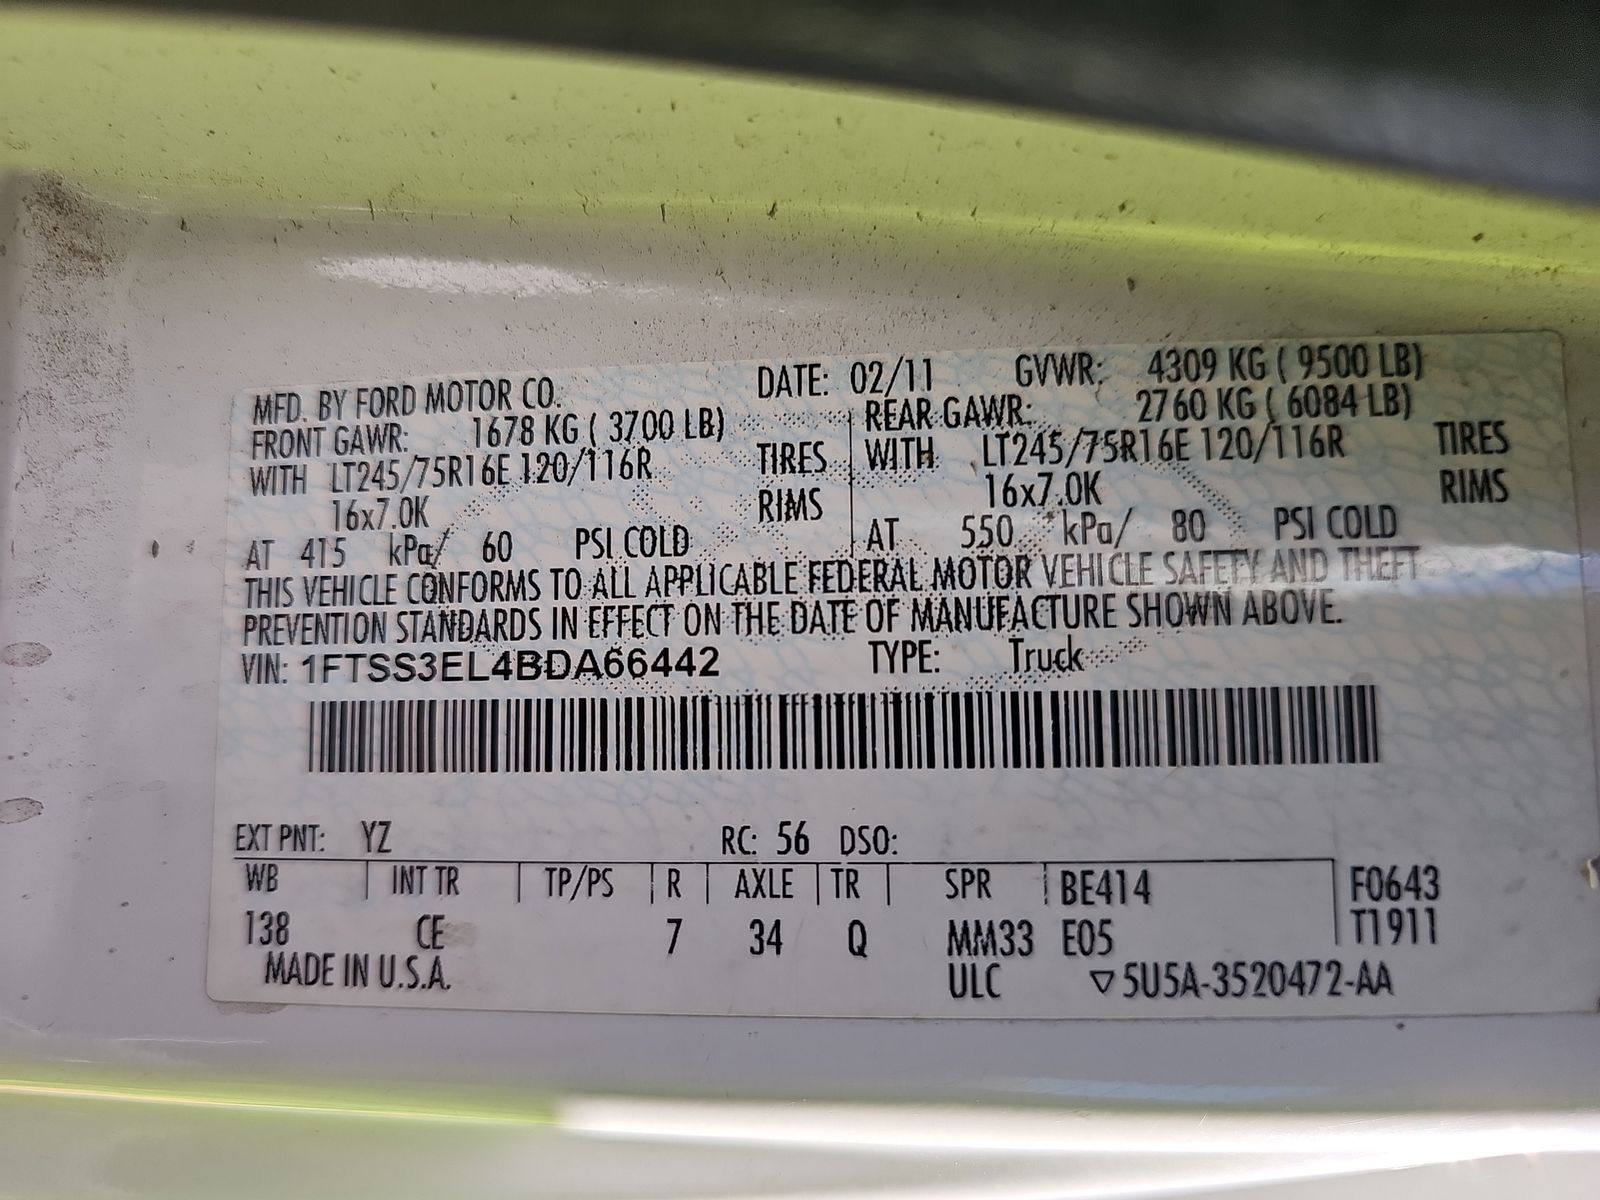 MFD. BY FORD MOTOR CO. DATE: 02/11 GVWR: 4309 KG ( 9500 LB)
FRONT GAWR: 1678 KG ( 3700 LB) REAR GAWR: 2760 KG ( 6084 LB)
WITH LT245/75R16E 120/116R TIRES WITH LT245/75R16E 120/116R TIRES
16x7.0K RIMS 16x7.0K RIMS
AT 415 kPa/ 60 PSI COLD AT 550 kPa/ 80 PSI COLD
THIS VEHICLE CONFORMS TO ALL APPLICABLE FEDERAL MOTOR VEHICLE SAFETY AND THEFT
PREVENTION STANDARDS IN EFFECT ON THE DATE OF MANUFACTURE SHOWN ABOVE.
VIN: 1FTSS3EL4BDA66442 TYPE: Truck
EXT PNT: YZ RC: 56 DSO:
WB INT TR TP/PS R AXLE TR SPR BE414 F0643
138 CE 7 34 Q MM33 E05 T1911
MADE IN U.S.A. ULC ▽5U5A-3520472-AA